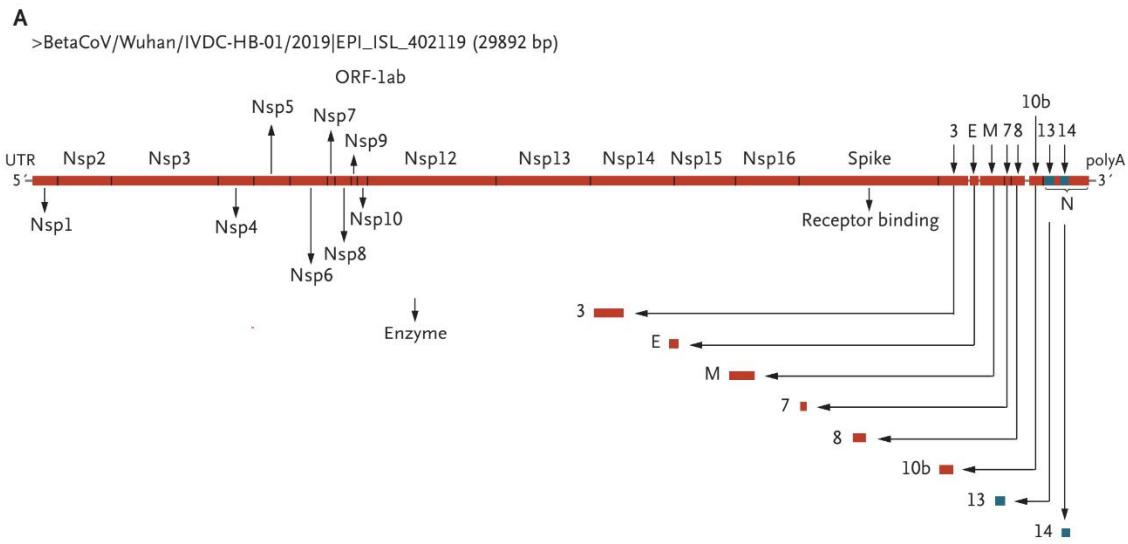 A
>BetaCoV/Wuhan/IVDC-HB-01/2019|EPI_ISL_402119 (29892 bp)
ORF-1ab
Nsp5 Nsp7 10b
Nsp9 3 E M 7 8 13 14
UTR Nsp2 Nsp3 Nsp12 Nsp13 Nsp14 Nsp15 Nsp16 Spike polyA
5′ 3′
Nsp1 Nsp4 Nsp10 Receptor binding N
Nsp8
Nsp6
3
Enzyme
E
M
7
8
10b
13
14